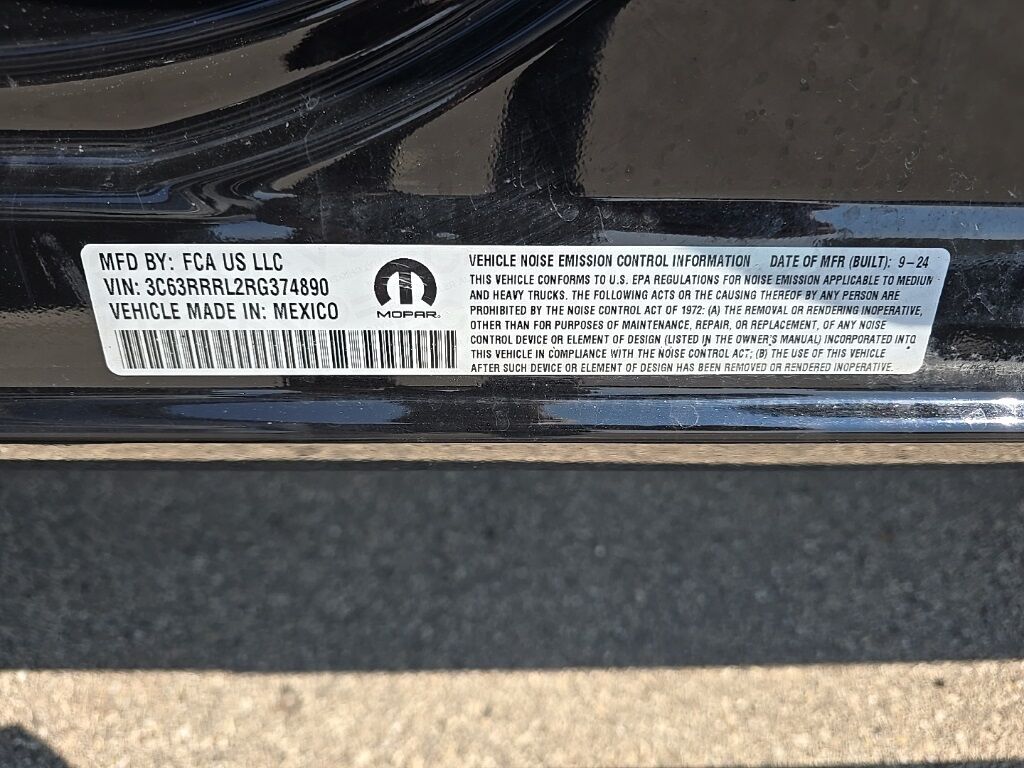 MFD BY: FCA US LLC
VIN: 3C63RRRL2RG374890
VEHICLE MADE IN: MEXICO
MOPAR
VEHICLE NOISE EMISSION CONTROL INFORMATION DATE OF MFR (BUILT): 9-24
THIS VEHICLE CONFORMS TO U.S. EPA REGULATIONS FOR NOISE EMISSION APPLICABLE TO MEDIUM
AND HEAVY TRUCKS. THE FOLLOWING ACTS OR THE CAUSING THEREOF BY ANY PERSON ARE
PROHIBITED BY THE NOISE CONTROL ACT OF 1972: (A) THE REMOVAL OR RENDERING INOPERATIVE,
OTHER THAN FOR PURPOSES OF MAINTENANCE, REPAIR, OR REPLACEMENT, OF ANY NOISE
CONTROL DEVICE OR ELEMENT OF DESIGN (LISTED IN THE OWNER'S MANUAL) INCORPORATED INTO
THIS VEHICLE IN COMPLIANCE WITH THE NOISE CONTROL ACT; (B) THE USE OF THIS VEHICLE
AFTER SUCH DEVICE OR ELEMENT OF DESIGN HAS BEEN REMOVED OR RENDERED INOPERATIVE.